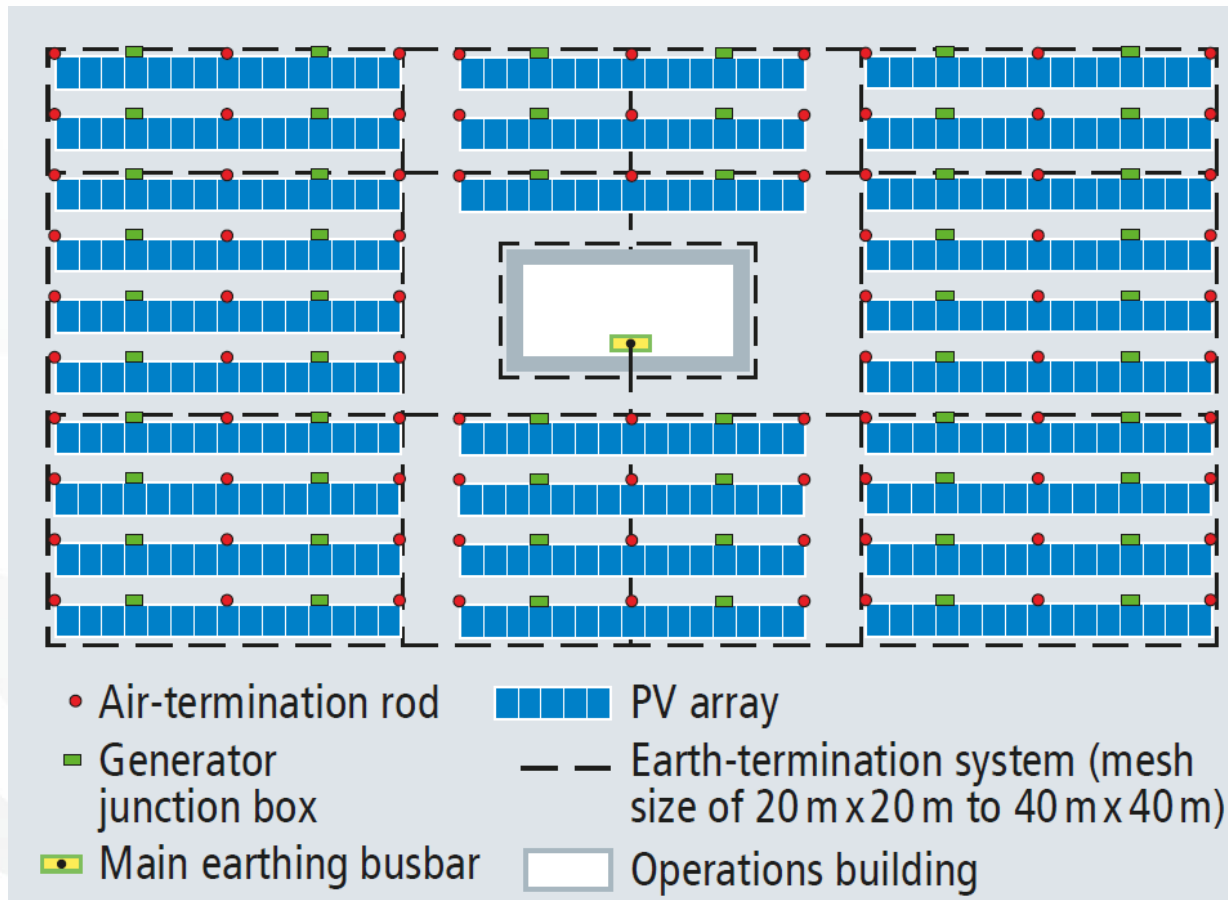 Air-termination rod
PV array
Generator
junction box
Earth-termination system (mesh
size of 20 m x 20 m to 40 m x 40 m)
Main earthing busbar
Operations building